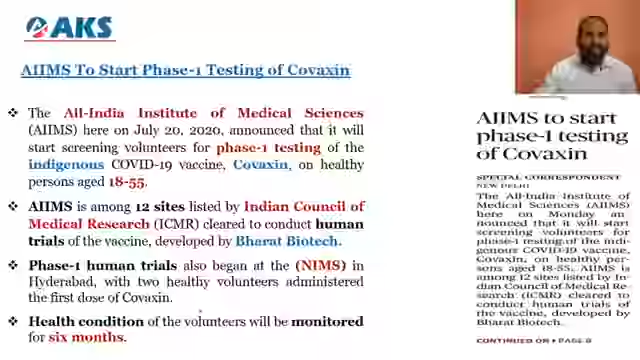 AKS
AIIMS To Start Phase-1 Testing of Covaxin
❖ The All-India Institute of Medical Sciences
(AIIMS) here on July 20, 2020, announced that it will
start screening volunteers for phase-1 testing of the
indigenous COVID-19 vaccine, Covaxin, on healthy
persons aged 18-55.
❖ AIIMS is among 12 sites listed by Indian Council of
Medical Research (ICMR) cleared to conduct human
trials of the vaccine, developed by Bharat Biotech.
❖ Phase-1 human trials also began at the (NIMS) in
Hyderabad, with two healthy volunteers administered
the first dose of Covaxin.
❖ Health condition of the volunteers will be monitored
for six months.
AIIMS to start
phase-1 testing
of Covaxin
SPECIAL CORRESPONDENT
NEW DELHI
The All-India Institute of
Medical Sciences (AIIMS)
here on Monday an-
nounced that it will start
screening volunteers for
phase-1 testing of the indi-
genous COVID-19 vaccine,
Covaxin, on healthy per-
sons aged 18-55. AIIMS is
among 12 sites listed by In-
dian Council of Medical Re-
search (ICMR) cleared to
conduct human trials of
the vaccine, developed by
Bharat Biotech.
CONTINUED ON ▸ PAGE 8